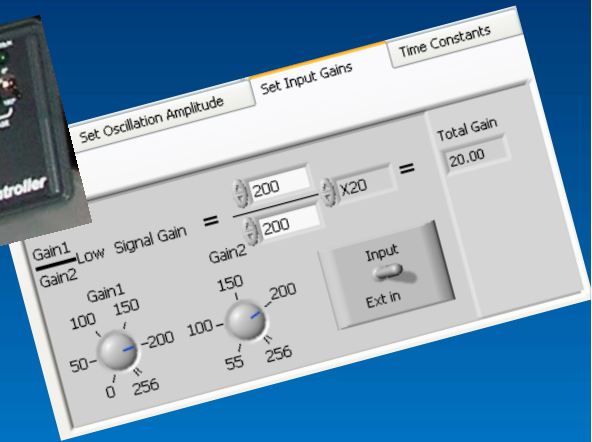 Set Oscillation Amplitude
Set Input Gains
Time Constants
Gain1
Gain2
Low Signal Gain
=
200
200
X20
=
Total Gain
20.00
Gain1
0
50-
100
150
-200
256
Gain2
55
100-
150
200
256
Input
Ext in